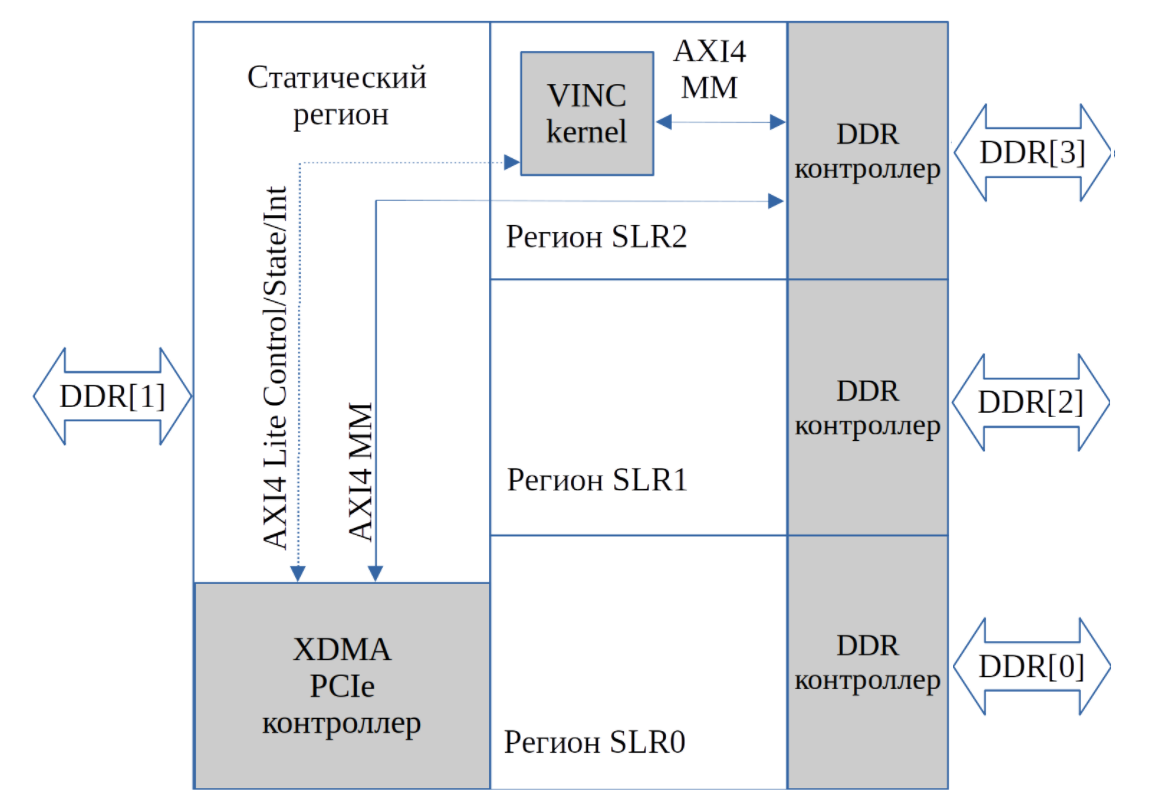 Статический
регион
VINC
kernel
AXI4
MM
DDR
контроллер
DDR[3]
Регион SLR2
AXI4 Lite Control/State/Int
AXI4 MM
DDR[1]
DDR
контроллер
DDR[2]
Регион SLR1
XDMA
PCIe
контроллер
DDR
контроллер
DDR[0]
Регион SLR0